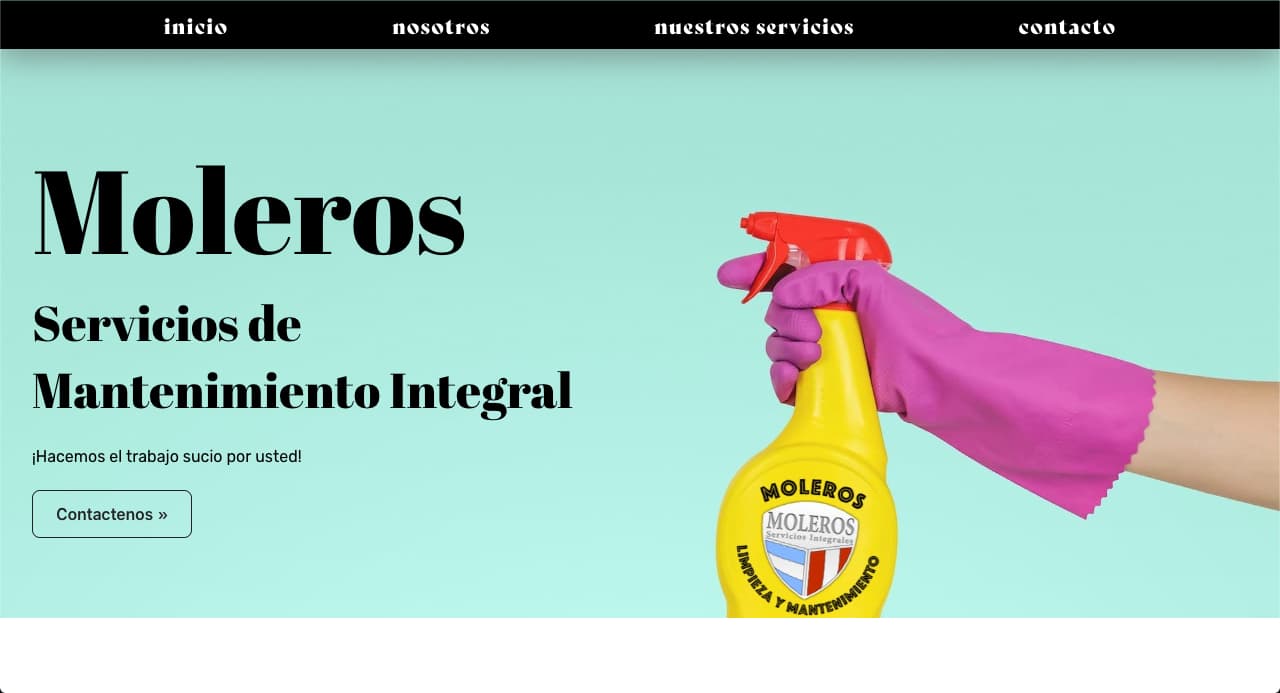 inicio nosotros nuestros servicios contacto
Moleros
Servicios de
Mantenimiento Integral
¡Hacemos el trabajo sucio por usted!
Contactenos »
MOLEROS
MOLEROS
Servicios Integrales
LIMPIEZA Y MANTENIMIENTO